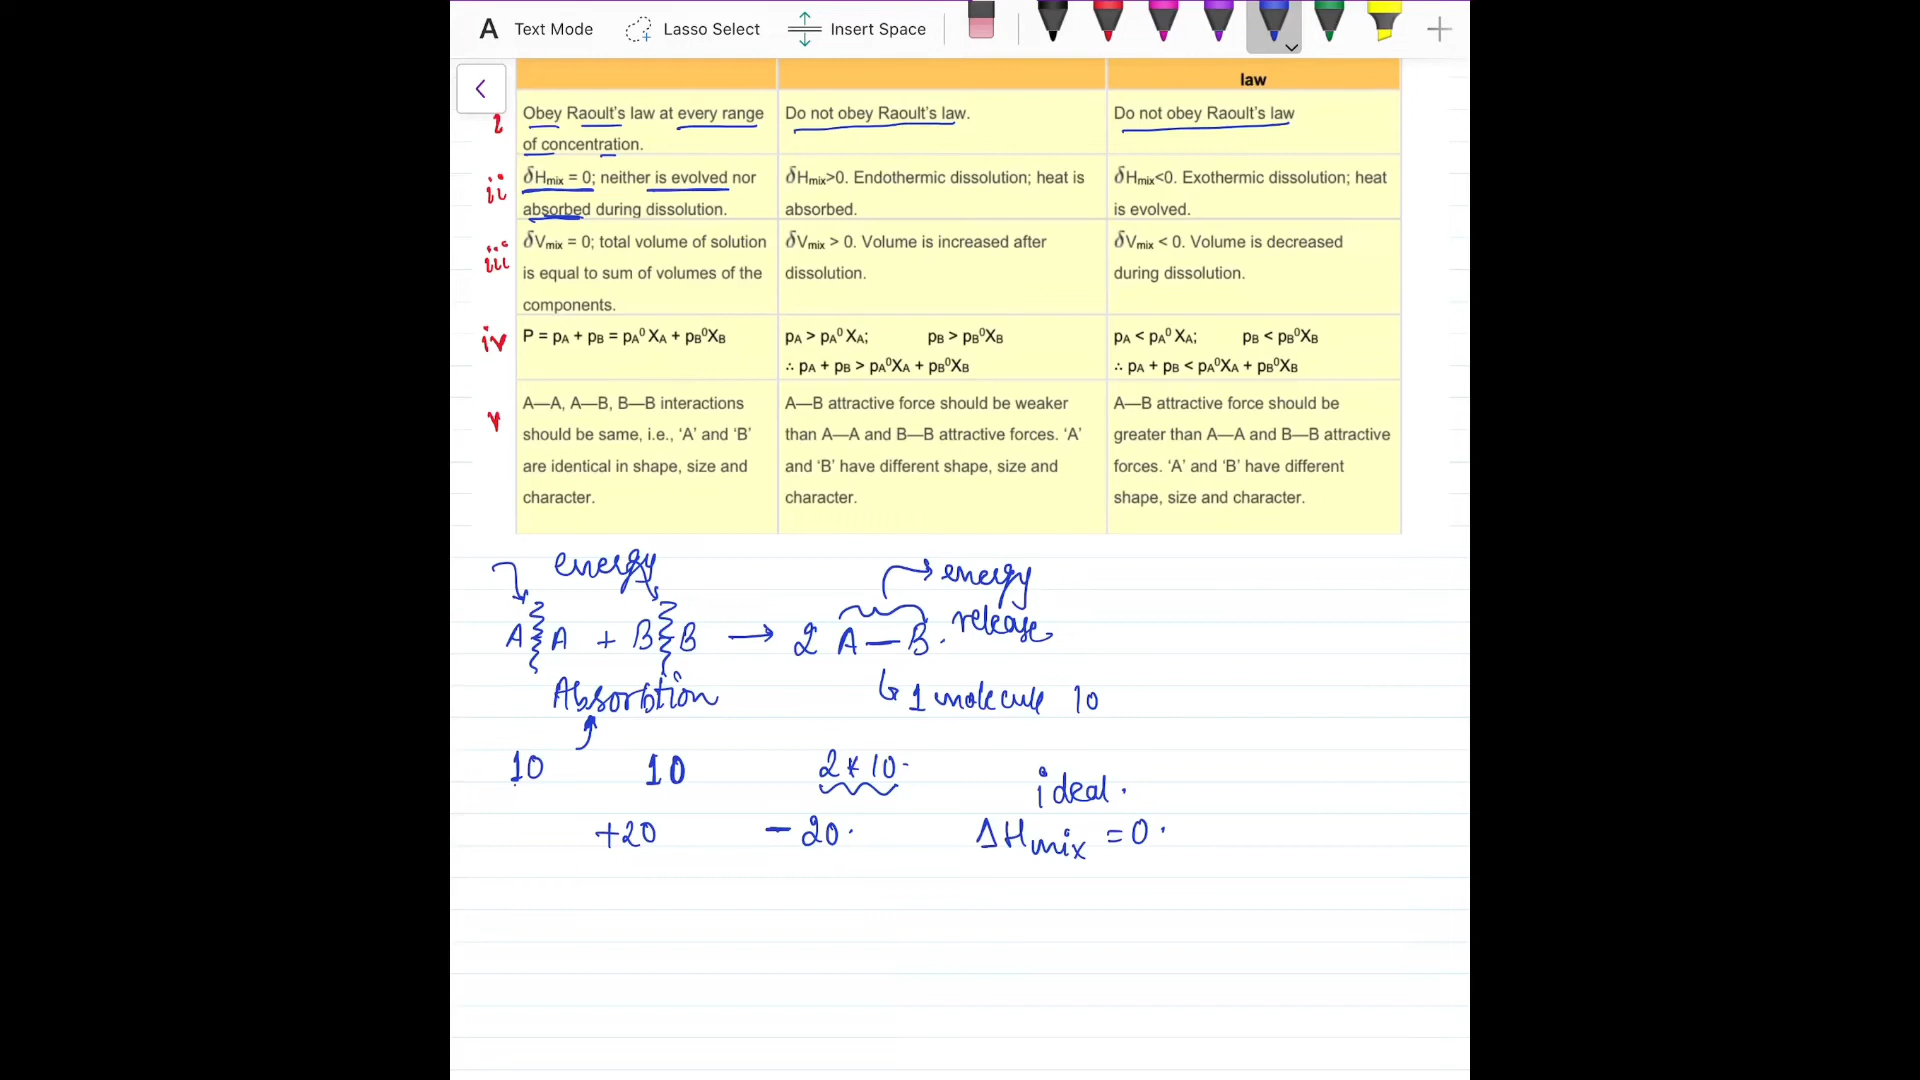 A Text Mode Lasso Select Insert Space
law
i Obey Raoult's law at every range
of concentration.
Do not obey Raoult's law.
Do not obey Raoult's law
ii δHmix = 0; neither is evolved nor
absorbed during dissolution.
δHmix>0. Endothermic dissolution; heat is
absorbed.
δHmix<0. Exothermic dissolution; heat
is evolved.
iii δVmix = 0; total volume of solution
is equal to sum of volumes of the
components.
δVmix > 0. Volume is increased after
dissolution.
δVmix < 0. Volume is decreased
during dissolution.
iv P = pA + pB = pA⁰ XA + pB⁰XB
pA > pA⁰ XA; pB > pB⁰XB
∴ pA + pB > pA⁰XA + pB⁰XB
pA < pA⁰ XA; pB < pB⁰XB
∴ pA + pB < pA⁰XA + pB⁰XB
v A—A, A—B, B—B interactions
should be same, i.e., 'A' and 'B'
are identical in shape, size and
character.
A—B attractive force should be weaker
than A—A and B—B attractive forces. 'A'
and 'B' have different shape, size and
character.
A—B attractive force should be
greater than A—A and B—B attractive
forces. 'A' and 'B' have different
shape, size and character.
energy
energy
release
A A + B B → 2 A — B.
Absorbtion
1 molecule 10
10 10 2 * 10.
ideal.
+20 - 20. ΔHmix = 0.